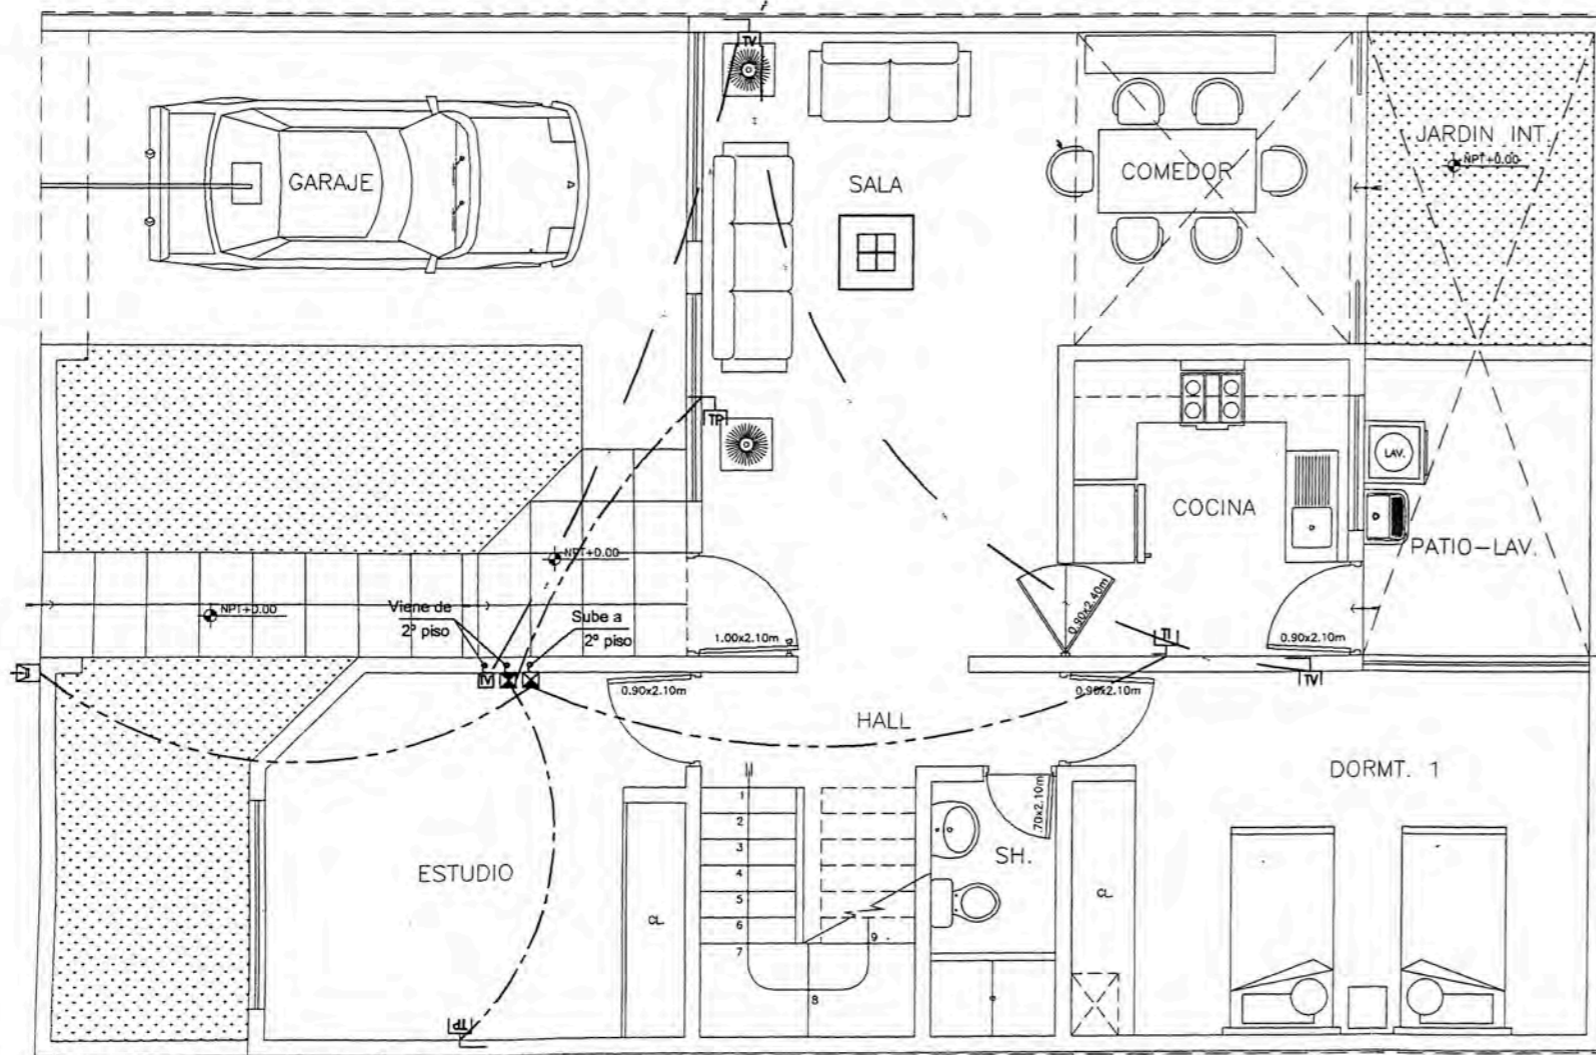 TV
GARAJE
SALA
COMEDOR
JARDIN INT.
NPT+0.00
TP
LAV.
COCINA
PATIO-LAV.
NPT+0.00
NPT+0.00
Viene de
2º piso
Sube a
2º piso
1.00x2.10m
0.90x2.40m
0.90x2.10m
TV
0.90x2.10m
0.90x2.10m
TV
HALL
DORMT. 1
ESTUDIO
CL.
1
2
3
4
5
6
7
8
9
.70x2.10m
SH.
CL.
TP